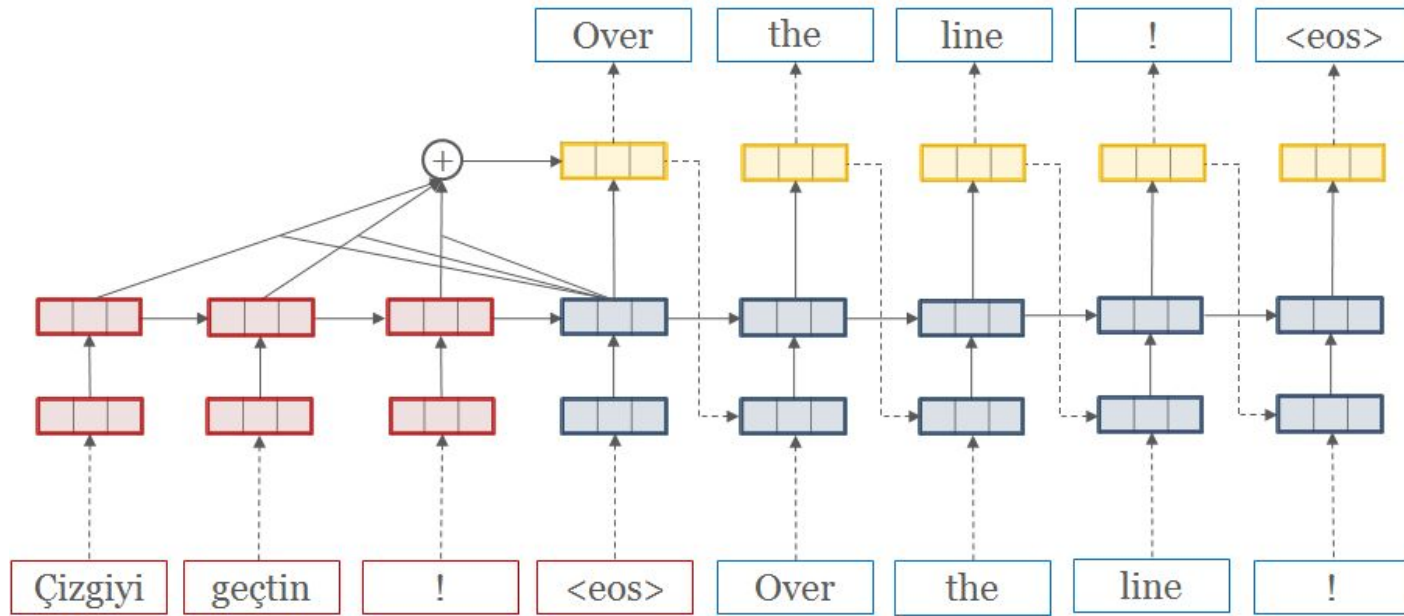 Over the line ! <eos>
+
Çizgiyi geçtin ! <eos> Over the line !